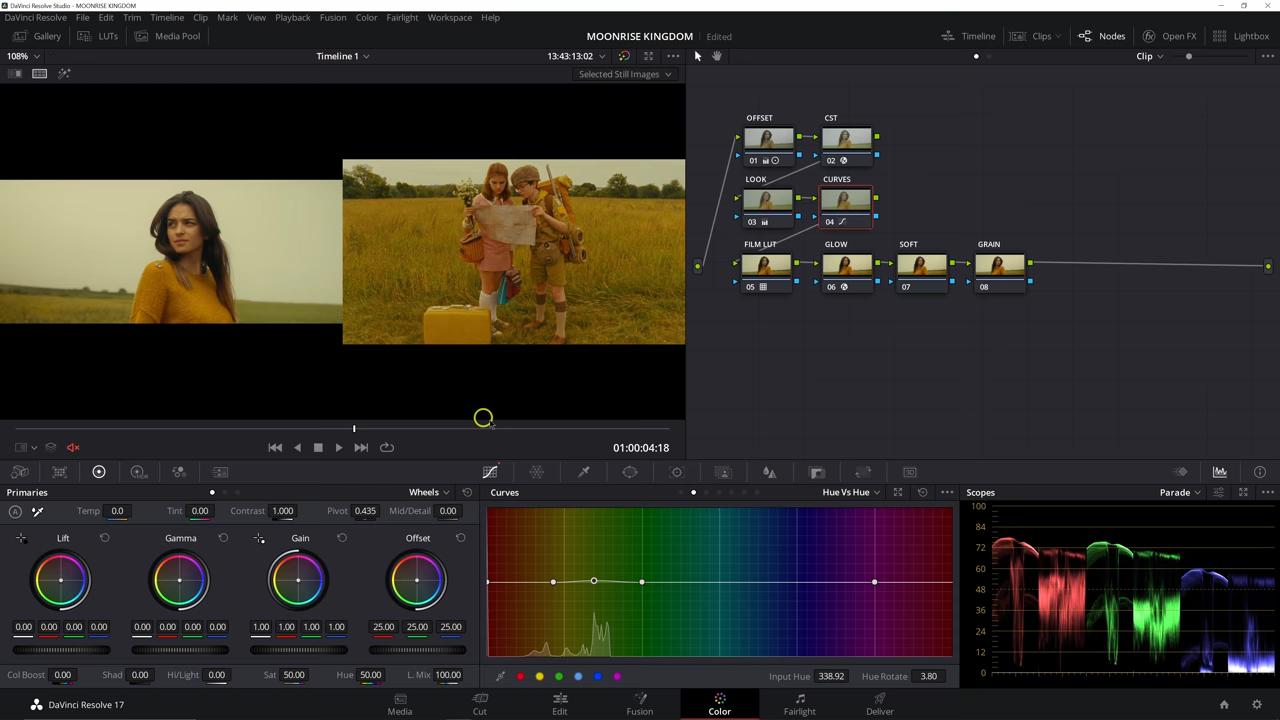 DaVinci Resolve Studio - MOONRISE KINGDOM
DaVinci Resolve File Edit Trim Timeline Clip Mark View Playback Fusion Color Fairlight Workspace Help
Gallery LUTs Media Pool MOONRISE KINGDOM Edited Timeline Clips Nodes Open FX Lightbox
108% Timeline 1 13:43:13:02 Clip
Selected Still Images
OFFSET CST
01 02
LOOK CURVES
03 04
FILM LUT GLOW SOFT GRAIN
05 06 07 08
01:00:04:18
Primaries Wheels Curves Hue Vs Hue Scopes Parade
A Temp 0.0 Tint 0.00 Contrast 1.000 Pivot 0.435 Mid/Detail 0.00
Lift Gamma Gain Offset
0.00 0.00 0.00 0.00 0.00 0.00 0.00 0.00 1.00 1.00 1.00 1.00 25.00 25.00 25.00
Col Boost 0.00 Shad 0.00 Hi/Light 0.00 Sat 50.00 Hue 50.00 L. Mix 100.00
Input Hue 338.92 Hue Rotate 3.80
100
84
72
60
48
36
24
12
0
DaVinci Resolve 17 Media Cut Edit Fusion Color Fairlight Deliver